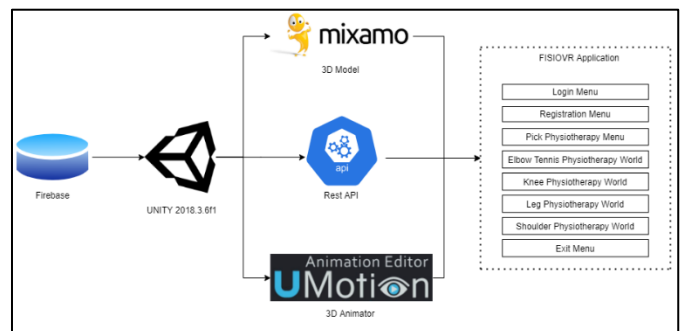 mixamo
3D Model
FISIOVR Application
Login Menu
Registration Menu
Pick Physiotherapy Menu
Elbow Tennis Physiotherapy World
Knee Physiotherapy World
Leg Physiotherapy World
Shoulder Physiotherapy World
Exit Menu
Firebase
UNITY 2018.3.6f1
api
Rest API
Animation Editor
UMotion
3D Animator